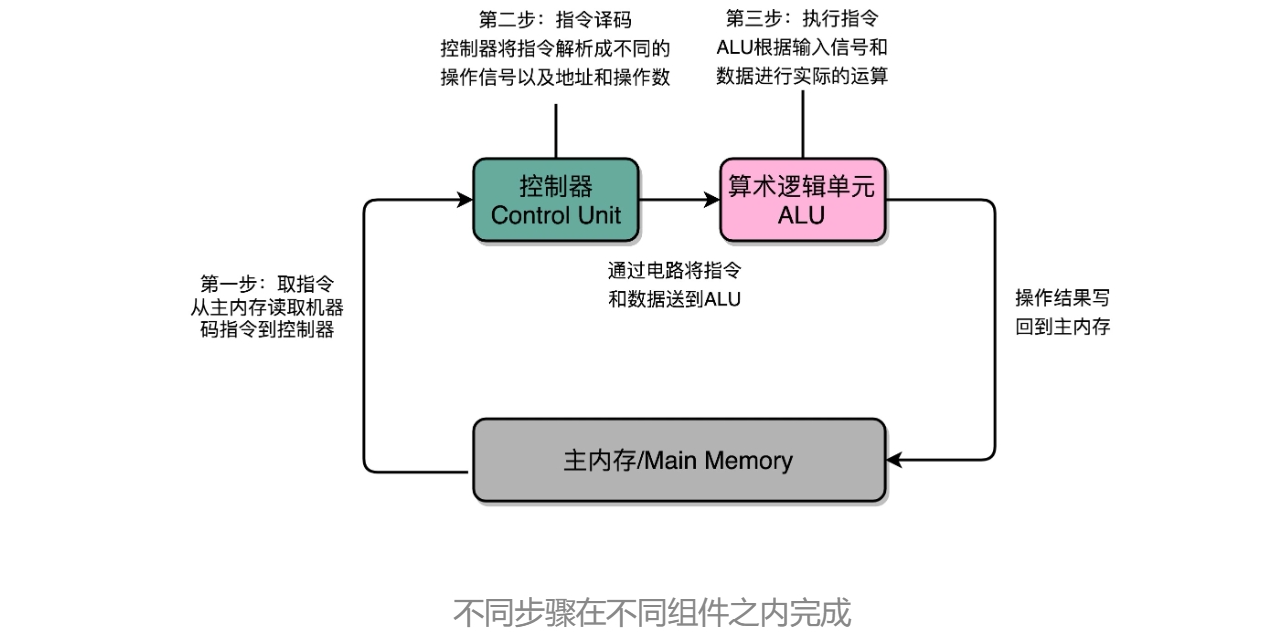 第二步：指令译码
控制器将指令解析成不同的
操作信号以及地址和操作数
第三步：执行指令
ALU根据输入信号和
数据进行实际的运算
控制器
Control Unit
算术逻辑单元
ALU
第一步：取指令
从主内存读取机器
码指令到控制器
通过电路将指令
和数据送到ALU
操作结果写
回到主内存
主内存/Main Memory
不同步骤在不同组件之内完成